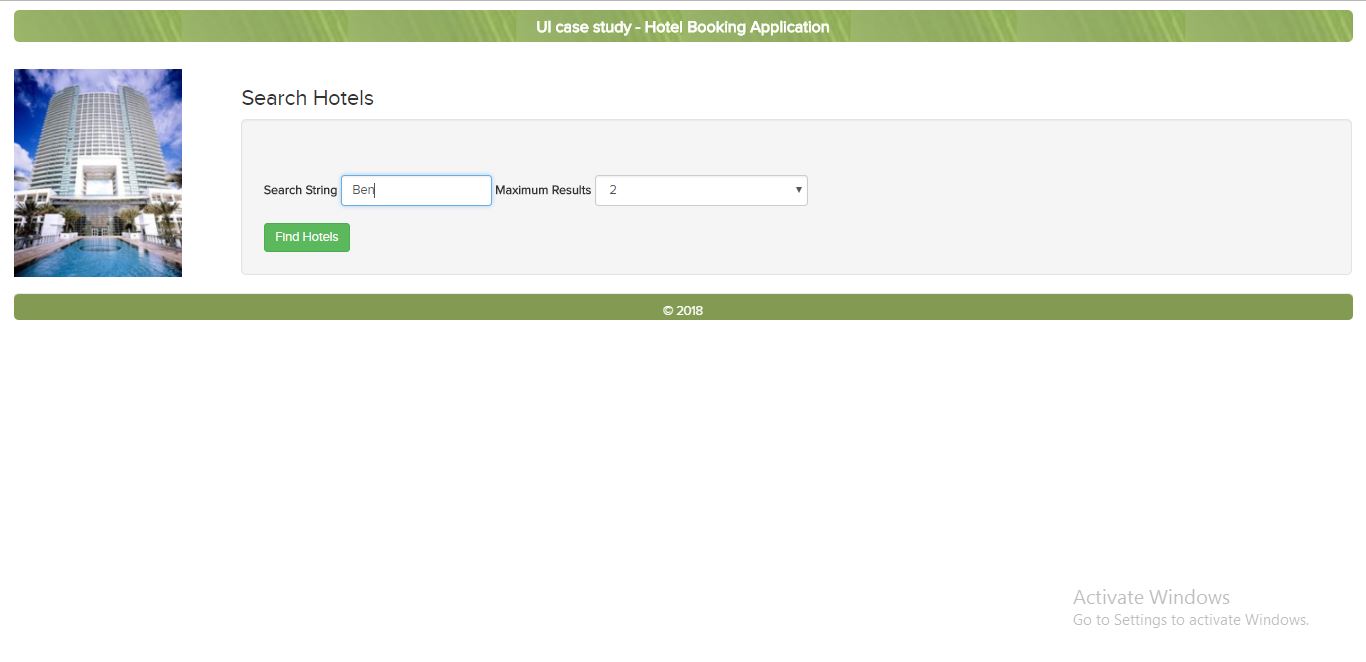 UI case study - Hotel Booking Application
Search Hotels
Search String Ben Maximum Results 2
Find Hotels
© 2018
Activate Windows
Go to Settings to activate Windows.